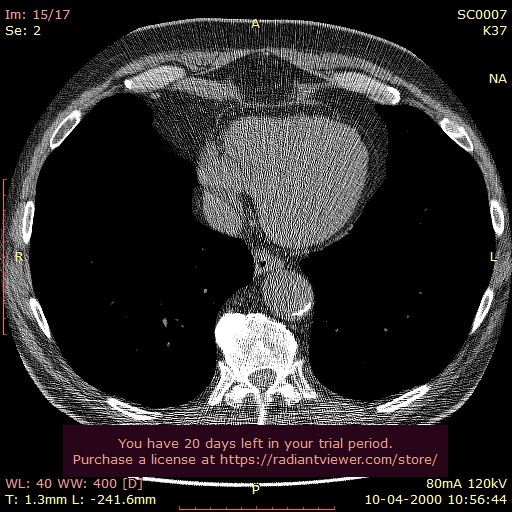 Im: 15/17
Se: 2
A
SC0007
K37
NA
R
L
You have 20 days left in your trial period.
Purchase a license at https://radiantviewer.com/store/
WL: 40 WW: 400 [D]
T: 1.3mm L: -241.6mm
P
80mA 120kV
10-04-2000 10:56:44